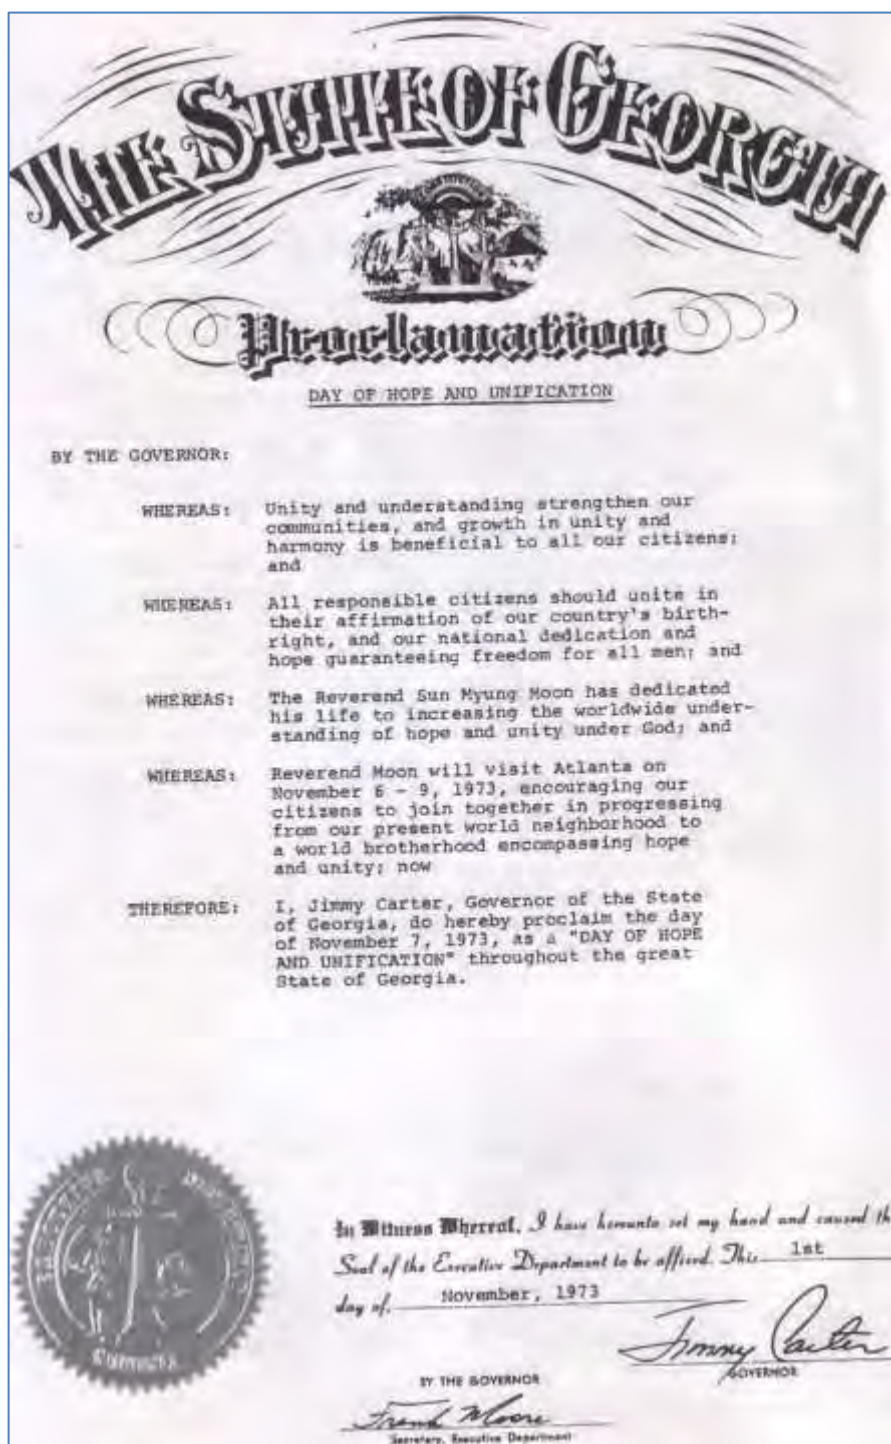 THE STATE OF GEORGIA
CONSTITUTION
Proclamation
DAY OF HOPE AND UNIFICATION
BY THE GOVERNOR:
WHEREAS: Unity and understanding strengthen our
communities, and growth in unity and
harmony is beneficial to all our citizens;
and
WHEREAS: All responsible citizens should unite in
their affirmation of our country's birth-
right, and our national dedication and
hope guaranteeing freedom for all men; and
WHEREAS: The Reverend Sun Myung Moon has dedicated
his life to increasing the worldwide under-
standing of hope and unity under God; and
WHEREAS: Reverend Moon will visit Atlanta on
November 6 - 9, 1973, encouraging our
citizens to join together in progressing
from our present world neighborhood to
a world brotherhood encompassing hope
and unity; now
THEREFORE: I, Jimmy Carter, Governor of the State
of Georgia, do hereby proclaim the day
of November 7, 1973, as a "DAY OF HOPE
AND UNIFICATION" throughout the great
State of Georgia.
In Witness Whereof, I have hereunto set my hand and caused th
Seal of the Executive Department to be affixed. This 1st
day of November, 1973
Jimmy Carter
GOVERNOR
BY THE GOVERNOR
Frank Moore
Secretary, Executive Department